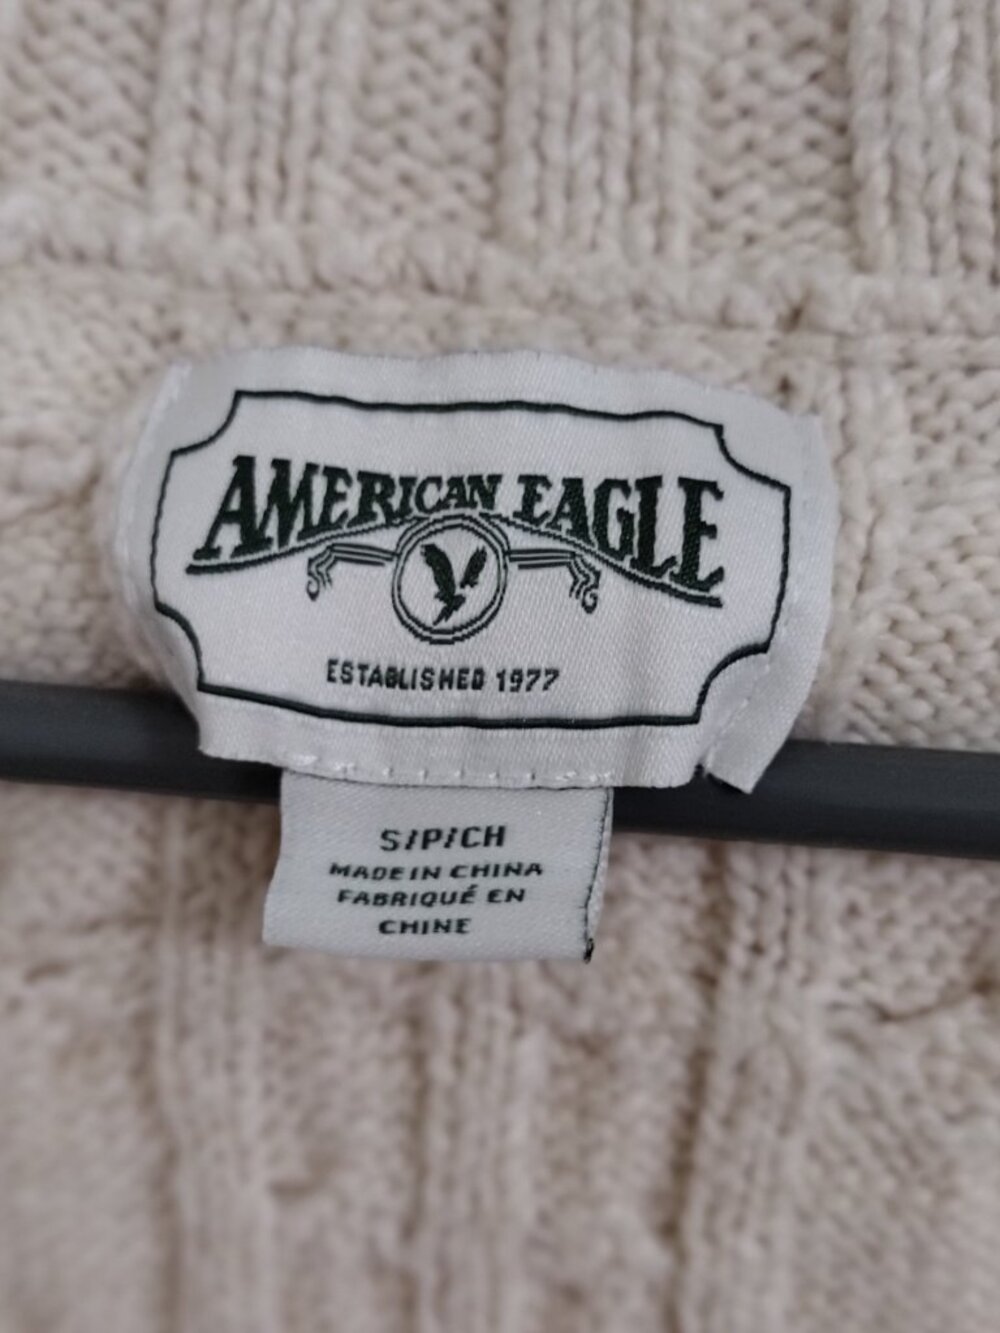 AMERICAN EAGLE
ESTABLISHED 1977
S/P/CH
MADE IN CHINA
FABRIQUÉ EN
CHINE